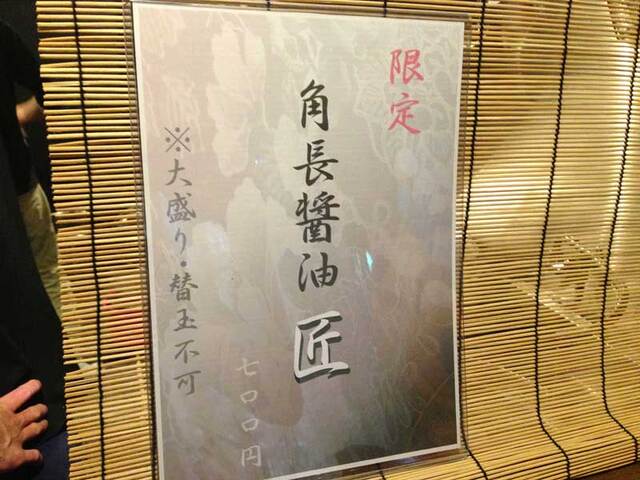 限定
角長醤油 匠
七〇〇円
※大盛り・替玉不可